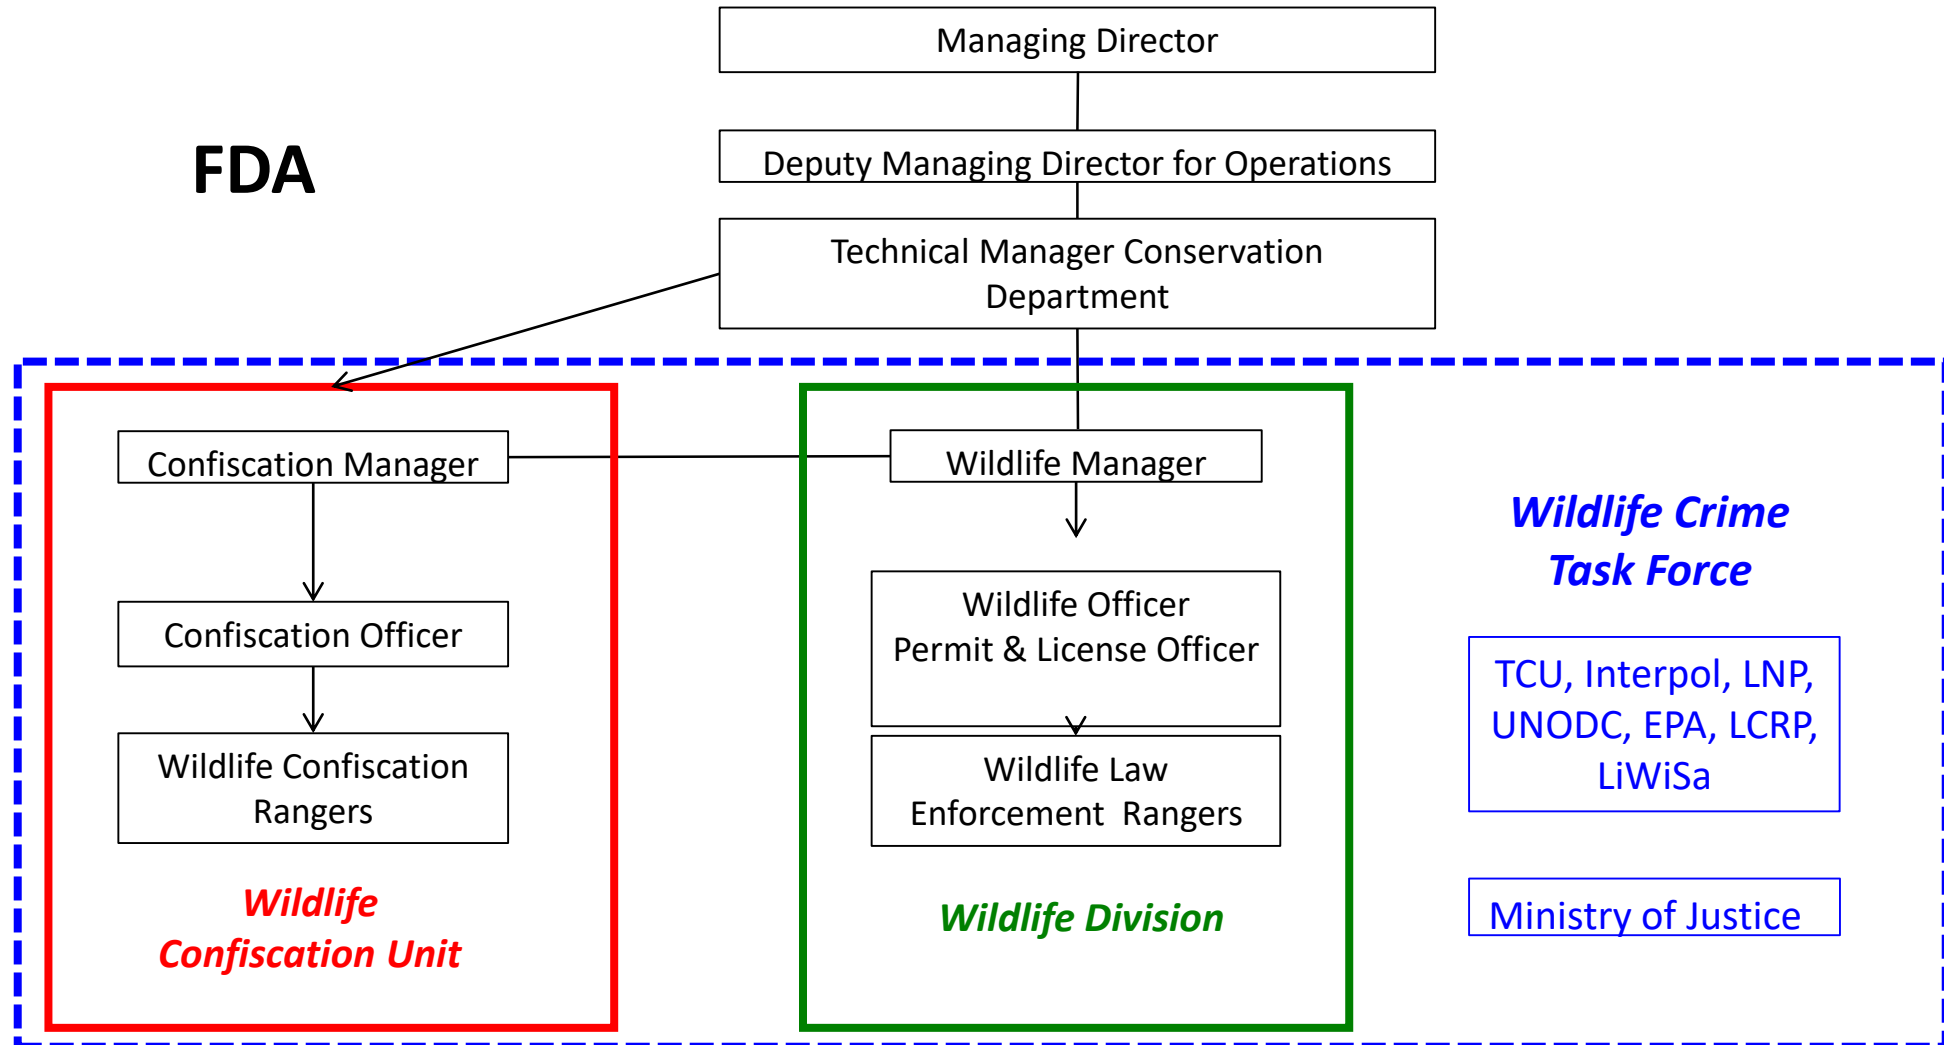 Managing Director
FDA
Deputy Managing Director for Operations
Technical Manager Conservation
Department
Confiscation Manager
Confiscation Officer
Wildlife Confiscation
Rangers
Wildlife
Confiscation Unit
Wildlife Manager
Wildlife Officer
Permit & License Officer
Wildlife Law
Enforcement  Rangers
Wildlife Division
Wildlife Crime
Task Force
TCU, Interpol, LNP,
UNODC, EPA, LCRP,
LiWiSa
Ministry of Justice